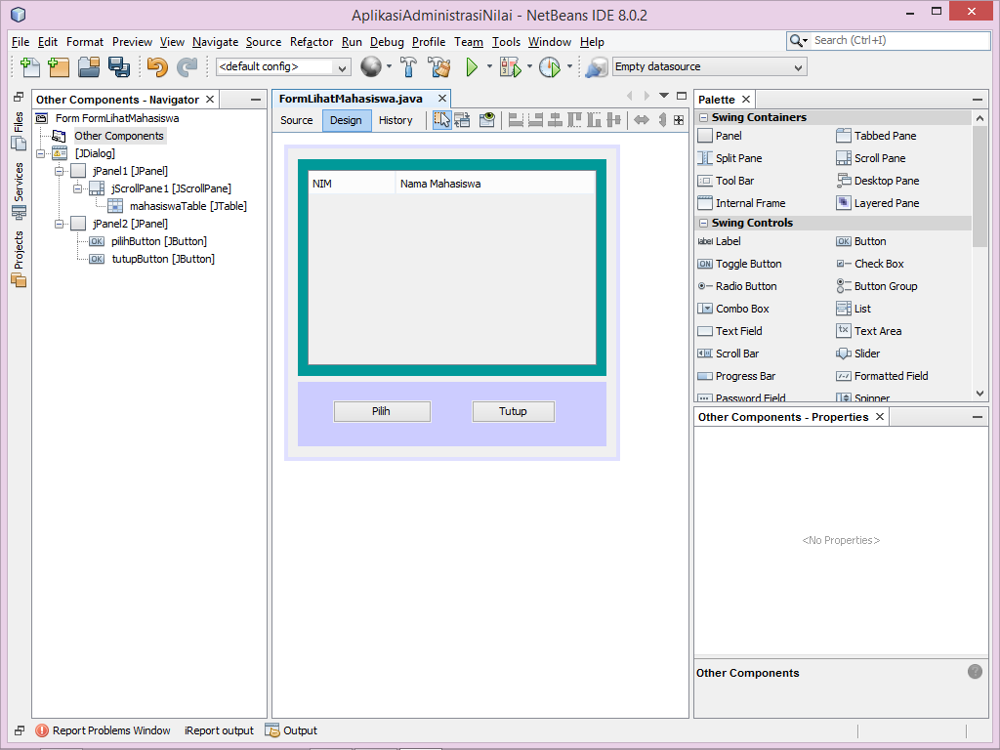 AplikasiAdministrasiNilai - NetBeans IDE 8.0.2
File Edit Format Preview View Navigate Source Refactor Run Debug Profile Team Tools Window Help
Search (Ctrl+I)
<default config>
Empty datasource
Files
Services
Projects
Other Components - Navigator
Form FormLihatMahasiswa
Other Components
[JDialog]
jPanel1 [JPanel]
jScrollPane1 [JScrollPane]
mahasiswaTable [JTable]
jPanel2 [JPanel]
OK pilihButton [JButton]
OK tutupButton [JButton]
FormLihatMahasiswa.java
Source Design History
NIM Nama Mahasiswa
Pilih Tutup
Palette
Swing Containers
Panel Tabbed Pane
Split Pane Scroll Pane
Tool Bar Desktop Pane
Internal Frame Layered Pane
Swing Controls
label Label OK Button
ON Toggle Button Check Box
Radio Button Button Group
Combo Box List
Text Field Text Area
Scroll Bar Slider
Progress Bar Formatted Field
Password Field Spinner
Other Components - Properties
<No Properties>
Other Components
?
Report Problems Window iReport output Output